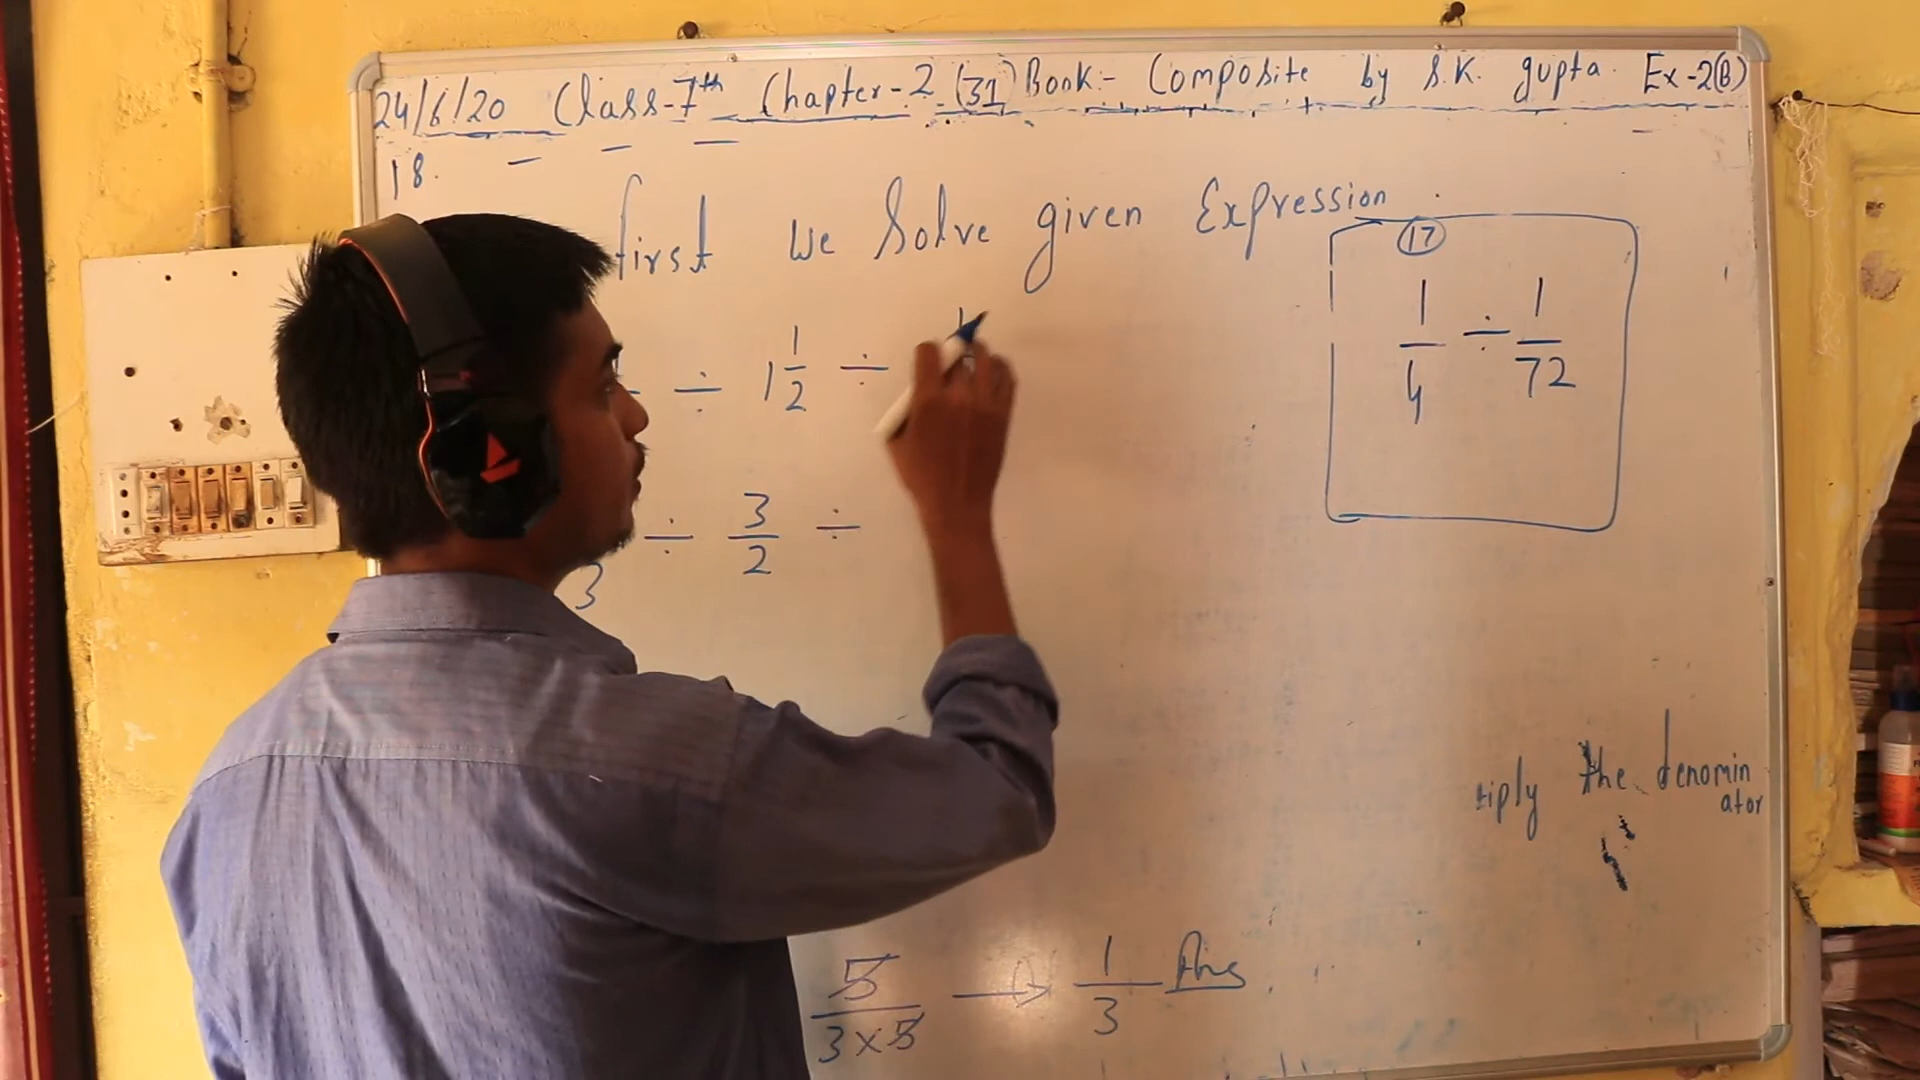 24/6/20 Class-7th Chapter-2 (31) Book:- Composite by S.K. gupta. Ex-2(B)
18.
first we Solve given Expression.
÷ 1 1/2 ÷
17
1/4 ÷ 1/72
3 ÷ 3/2 ÷
tiply the denomin
ator
5/3×5 → 1/3 Ans